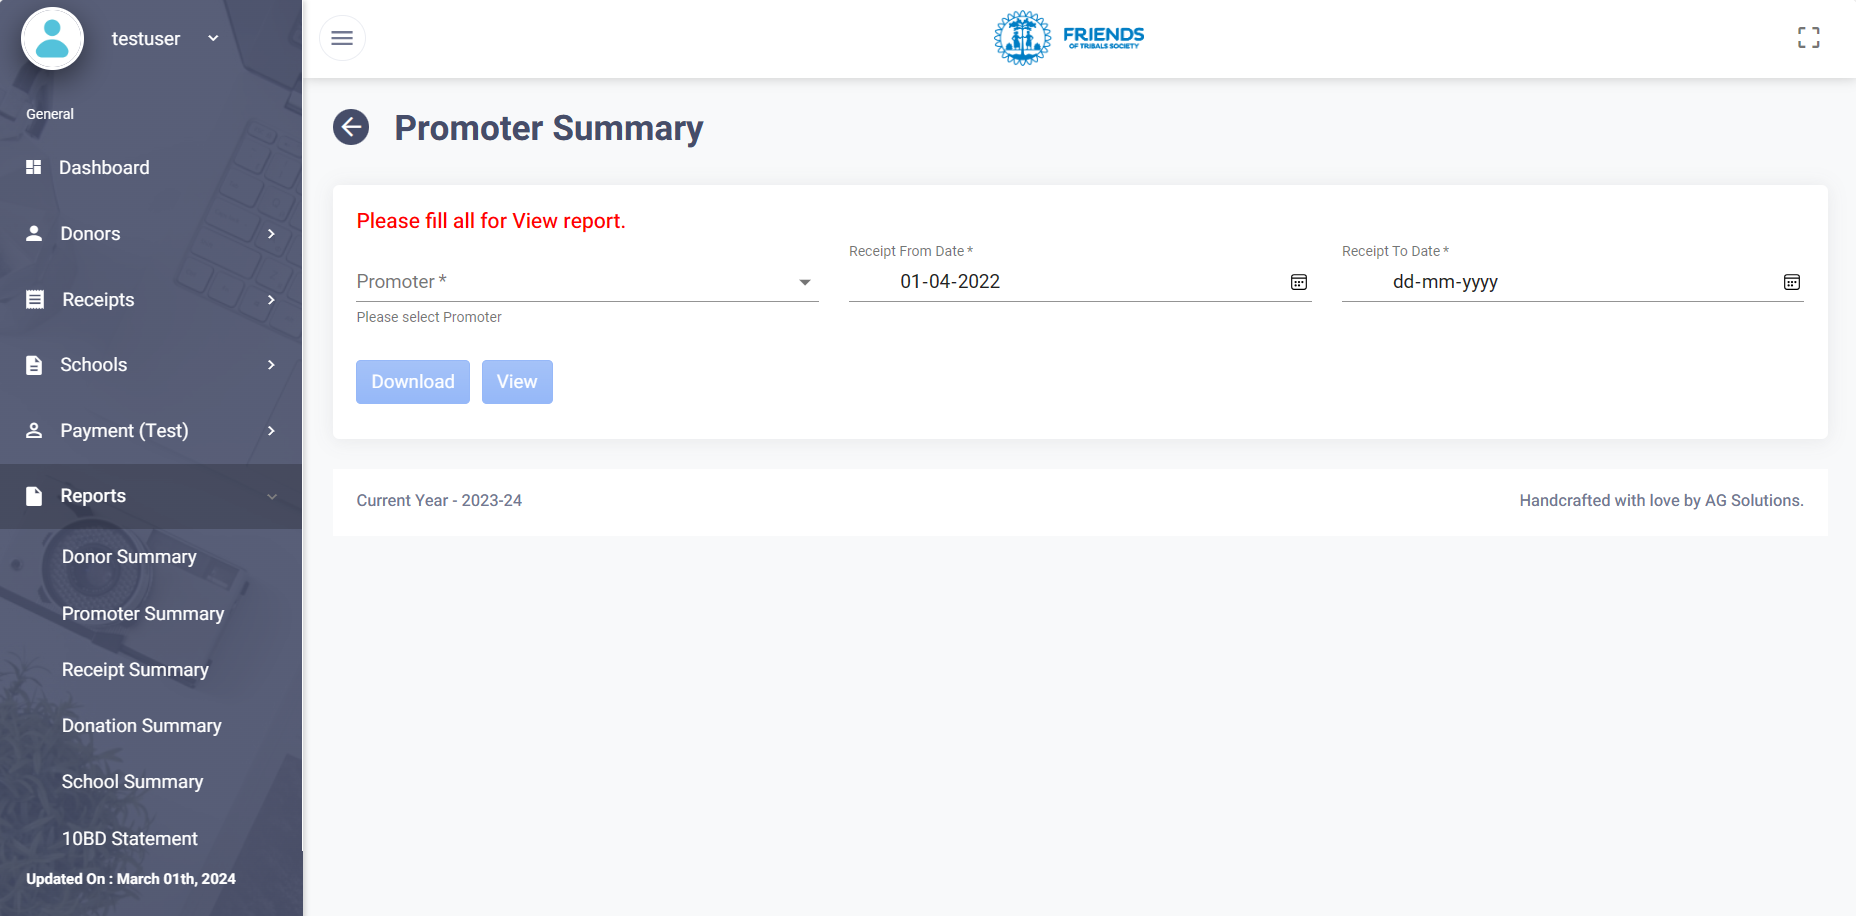 testuser
General
Dashboard
Donors
Receipts
Schools
Payment (Test)
Reports
Donor Summary
Promoter Summary
Receipt Summary
Donation Summary
School Summary
10BD Statement
Updated On : March 01th, 2024
FRIENDS
OF TRIBALS SOCIETY
Promoter Summary
Please fill all for View report.
Promoter *
Please select Promoter
Receipt From Date *
01-04-2022
Receipt To Date *
dd-mm-yyyy
Download View
Current Year - 2023-24
Handcrafted with love by AG Solutions.